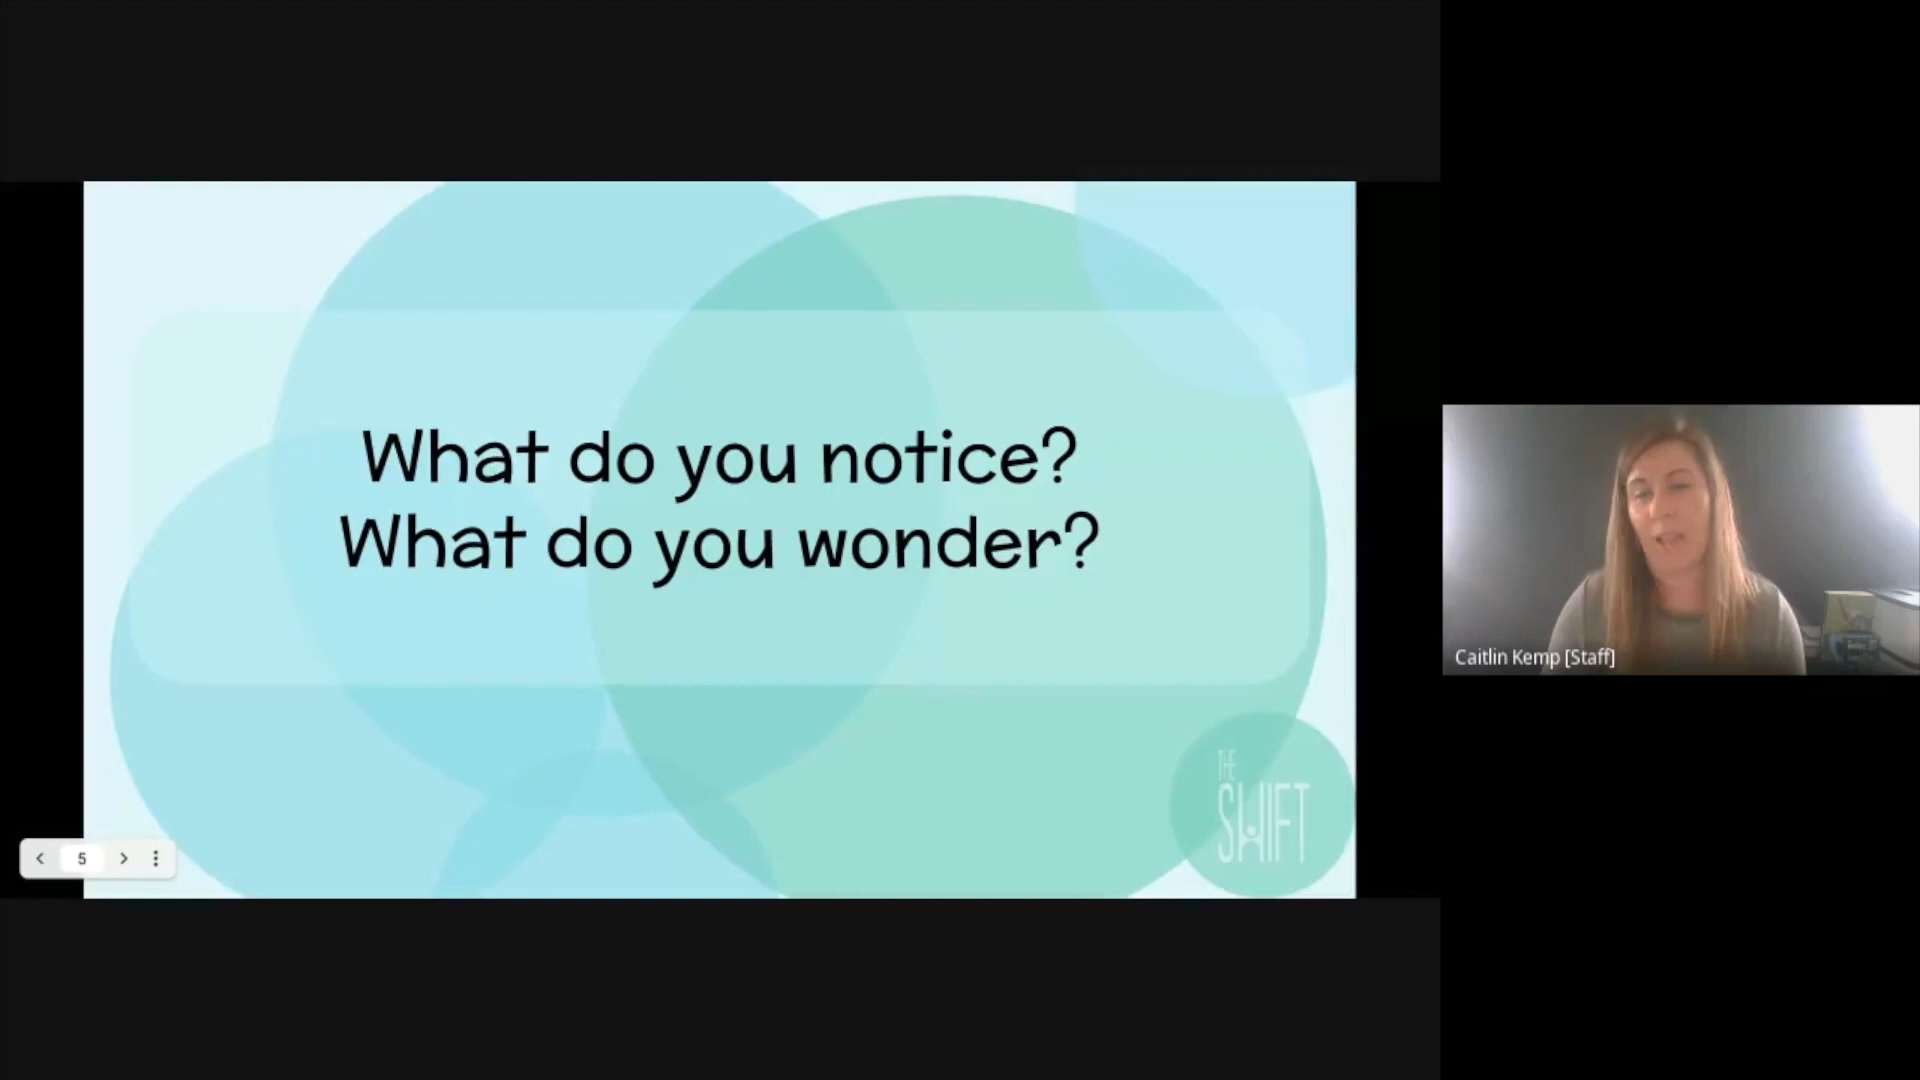 What do you notice?
What do you wonder?
THE
SHIFT
5
Caitlin Kemp [Staff]